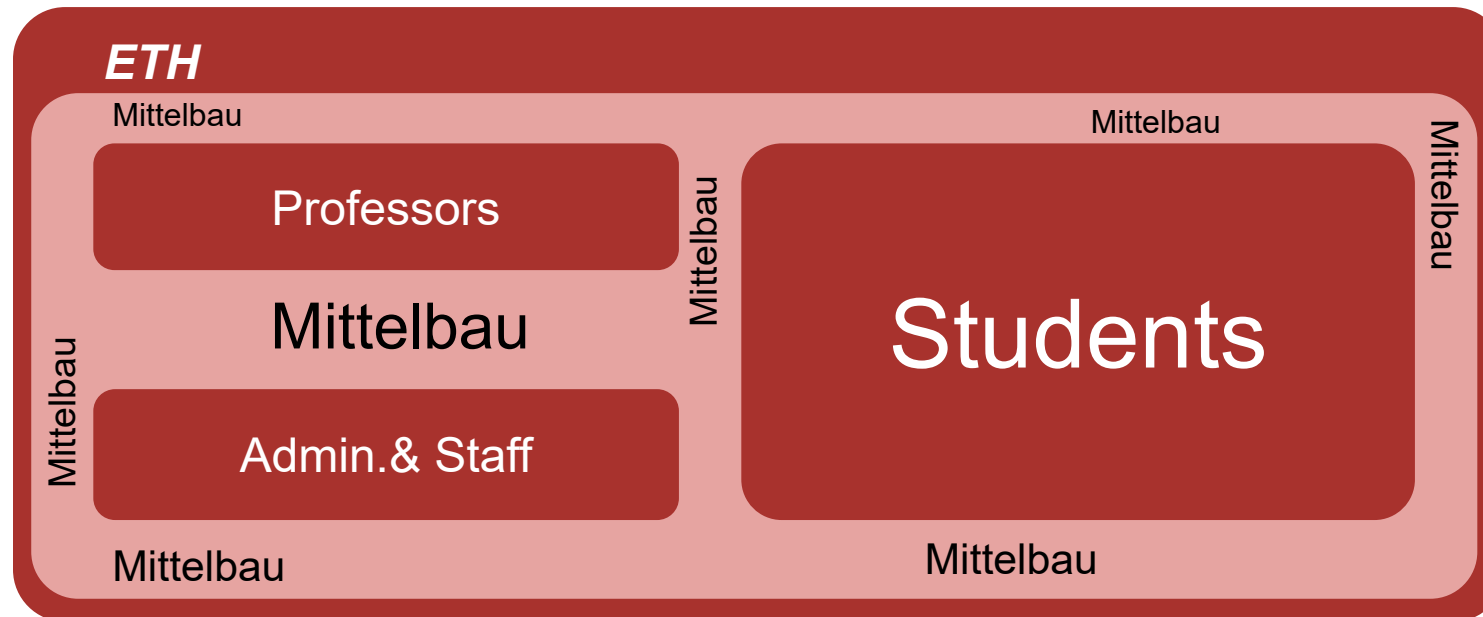 ETH
Mittelbau
Mittelbau
Mittelbau
Professors
Mittelbau
Mittelbau
Students
Mittelbau
Admin.& Staff
Mittelbau
Mittelbau